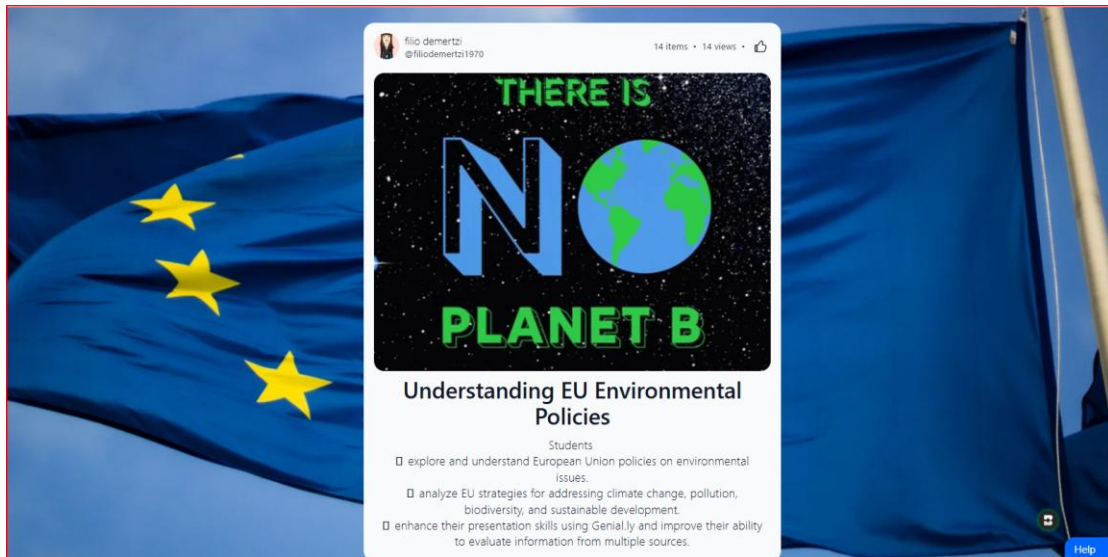 filio demertzi
@filiodemertzi1970
14 items • 14 views •
THERE IS
NO
PLANET B
Understanding EU Environmental
Policies
Students
▯ explore and understand European Union policies on environmental
issues.
▯ analyze EU strategies for addressing climate change, pollution,
biodiversity, and sustainable development.
▯ enhance their presentation skills using Genial.ly and improve their ability
to evaluate information from multiple sources.
Help